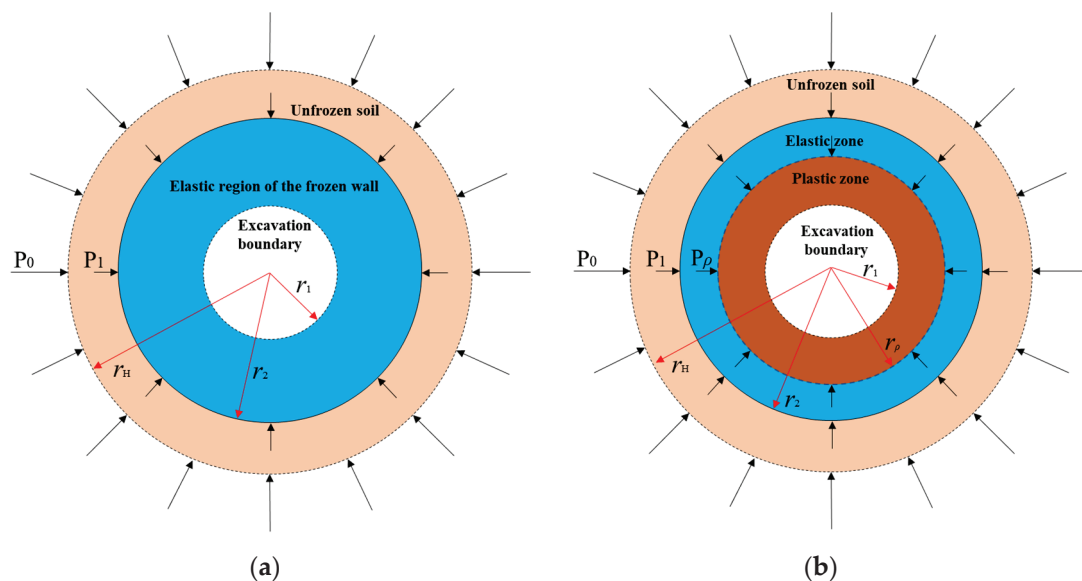 Unfrozen soil
Elastic region of the frozen wall
Excavation
boundary
P0
P1
r1
rH
r2
(a)
Unfrozen soil
Elastic zone
Plastic zone
Excavation
boundary
P0
P1
Pρ
r1
rρ
rH
r2
(b)